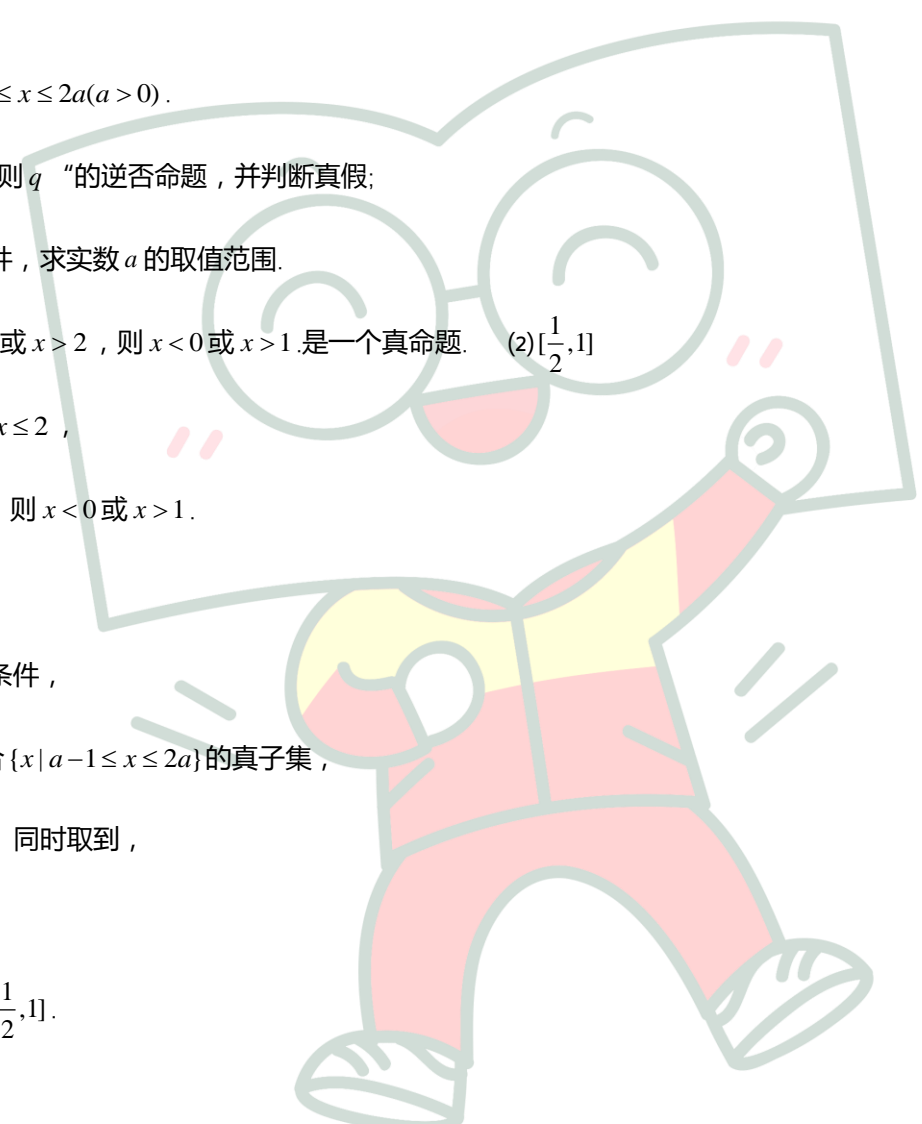 ≤ x ≤ 2a(a > 0) .
则 q “的逆否命题，并判断真假;
件，求实数 a 的取值范围.
或 x > 2 ，则 x < 0 或 x > 1 .是一个真命题. (2)[1/2,1]
x ≤ 2 ，
则 x < 0 或 x > 1 .
条件，
{x | a −1 ≤ x ≤ 2a}的真子集，
同时取到，
1/2,1] .